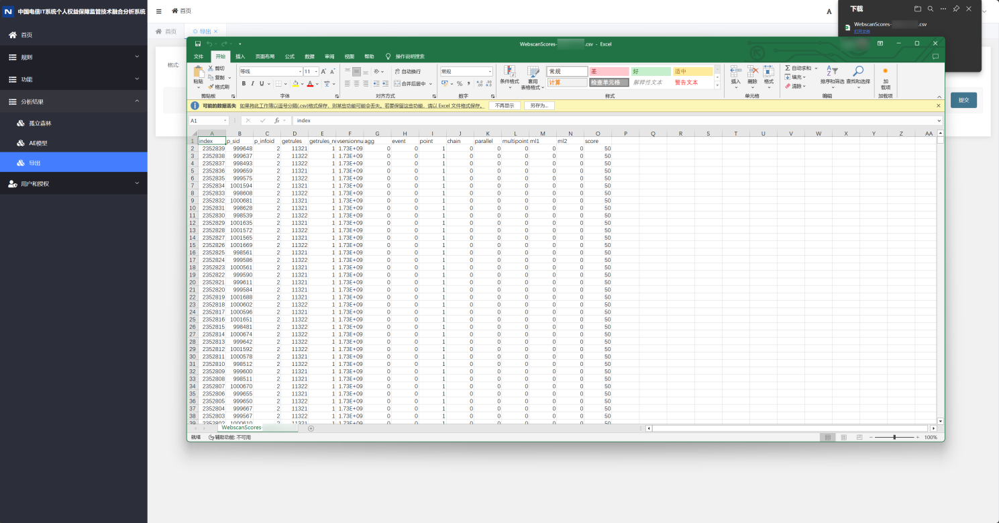 中国电信IT系统个人权益保障监管技术融合分析系统
首页
A
下载
首页
规则
功能
分析结果
孤立森林
AE模型
导出
用户和授权
首页
导出
格式:
提交
WebscanScores-
.csv
打开文件
WebscanScores-
.csv - Excel
文件 开始 插入 页面布局 公式 数据 审阅 视图 帮助 操作说明搜索
粘贴
剪切
复制
格式刷
剪贴板
等线 11
B I U
字体
自动换行
合并后居中
对齐方式
常规
数字
条件格式
套用
表格格式
常规 差 好 适中
计算 检查单元格 解释性文本 警告文本
样式
插入 删除 格式
单元格
自动求和
填充
清除
排序和筛选 查找和选择
编辑
加
载项
加载项
可能的数据丢失 如果将此工作簿以逗号分隔(.csv)格式保存，则某些功能可能会丢失。若要保留这些功能，请以 Excel 文件格式保存。 不再显示 另存为...
A1 fx index
A B C D E F G H I J K L M N O P Q R S T U V W X Y Z AA
1 index p_sid p_infoid getrules getrules_n vsersionnu agg event point chain parallel multipoint ml1 ml2 score
2 2352839 999648 2 11321 1 1.73E+09 0 0 1 0 0 0 0 0 50
3 2352838 999637 2 11322 1 1.73E+09 0 0 1 0 0 0 0 0 50
4 2352837 998493 2 11321 1 1.73E+09 0 0 1 0 0 0 0 0 50
5 2352836 999659 2 11322 1 1.73E+09 0 0 1 0 0 0 0 0 50
6 2352835 999575 2 11321 1 1.73E+09 0 0 1 0 0 0 0 0 50
7 2352834 1001594 2 11322 1 1.73E+09 0 0 1 0 0 0 0 0 50
8 2352833 998608 2 11321 1 1.73E+09 0 0 1 0 0 0 0 0 50
9 2352832 1000681 2 11322 1 1.73E+09 0 0 1 0 0 0 0 0 50
10 2352831 998628 2 11321 1 1.73E+09 0 0 1 0 0 0 0 0 50
11 2352830 998539 2 11322 1 1.73E+09 0 0 1 0 0 0 0 0 50
12 2352829 1001635 2 11321 1 1.73E+09 0 0 1 0 0 0 0 0 50
13 2352828 1001572 2 11322 1 1.73E+09 0 0 1 0 0 0 0 0 50
14 2352827 1001565 2 11321 1 1.73E+09 0 0 1 0 0 0 0 0 50
15 2352826 1001669 2 11322 1 1.73E+09 0 0 1 0 0 0 0 0 50
16 2352825 998561 2 11321 1 1.73E+09 0 0 1 0 0 0 0 0 50
17 2352824 999586 2 11322 1 1.73E+09 0 0 1 0 0 0 0 0 50
18 2352823 1000561 2 11321 1 1.73E+09 0 0 1 0 0 0 0 0 50
19 2352822 999590 2 11322 1 1.73E+09 0 0 1 0 0 0 0 0 50
20 2352821 999611 2 11321 1 1.73E+09 0 0 1 0 0 0 0 0 50
21 2352820 999584 2 11322 1 1.73E+09 0 0 1 0 0 0 0 0 50
22 2352819 1001688 2 11321 1 1.73E+09 0 0 1 0 0 0 0 0 50
23 2352818 1000602 2 11322 1 1.73E+09 0 0 1 0 0 0 0 0 50
24 2352817 1000596 2 11321 1 1.73E+09 0 0 1 0 0 0 0 0 50
25 2352816 1001651 2 11321 1 1.73E+09 0 0 1 0 0 0 0 0 50
26 2352815 998481 2 11322 1 1.73E+09 0 0 1 0 0 0 0 0 50
27 2352814 1000674 2 11322 1 1.73E+09 0 0 1 0 0 0 0 0 50
28 2352813 999642 2 11321 1 1.73E+09 0 0 1 0 0 0 0 0 50
29 2352812 1001592 2 11322 1 1.73E+09 0 0 1 0 0 0 0 0 50
30 2352811 1000578 2 11321 1 1.73E+09 0 0 1 0 0 0 0 0 50
31 2352810 998512 2 11322 1 1.73E+09 0 0 1 0 0 0 0 0 50
32 2352809 999600 2 11321 1 1.73E+09 0 0 1 0 0 0 0 0 50
33 2352808 998511 2 11322 1 1.73E+09 0 0 1 0 0 0 0 0 50
34 2352807 1000670 2 11322 1 1.73E+09 0 0 1 0 0 0 0 0 50
35 2352806 999655 2 11321 1 1.73E+09 0 0 1 0 0 0 0 0 50
36 2352805 999650 2 11322 1 1.73E+09 0 0 1 0 0 0 0 0 50
37 2352804 999667 2 11321 1 1.73E+09 0 0 1 0 0 0 0 0 50
38 2352803 999567 2 11322 1 1.73E+09 0 0 1 0 0 0 0 0 50
39 2352802 1000610 2 11321 1 1.73E+09 0 0 1 0 0 0 0 0 50
WebscanScores-
就绪 辅助功能: 不可用 100%